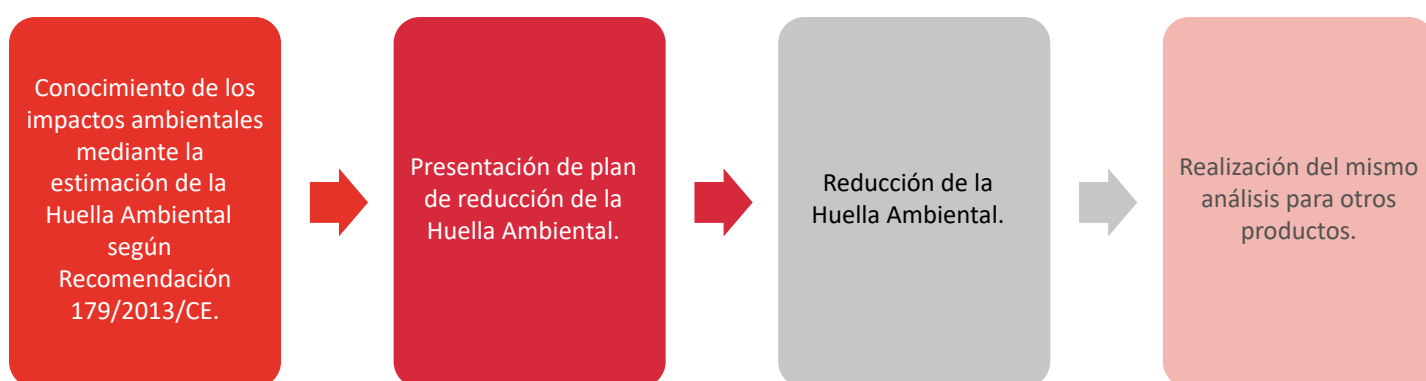 Conocimiento de los
impactos ambientales
mediante la
estimación de la
Huella Ambiental
según
Recomendación
179/2013/CE.
Presentación de plan
de reducción de la
Huella Ambiental.
Reducción de la
Huella Ambiental.
Realización del mismo
análisis para otros
productos.